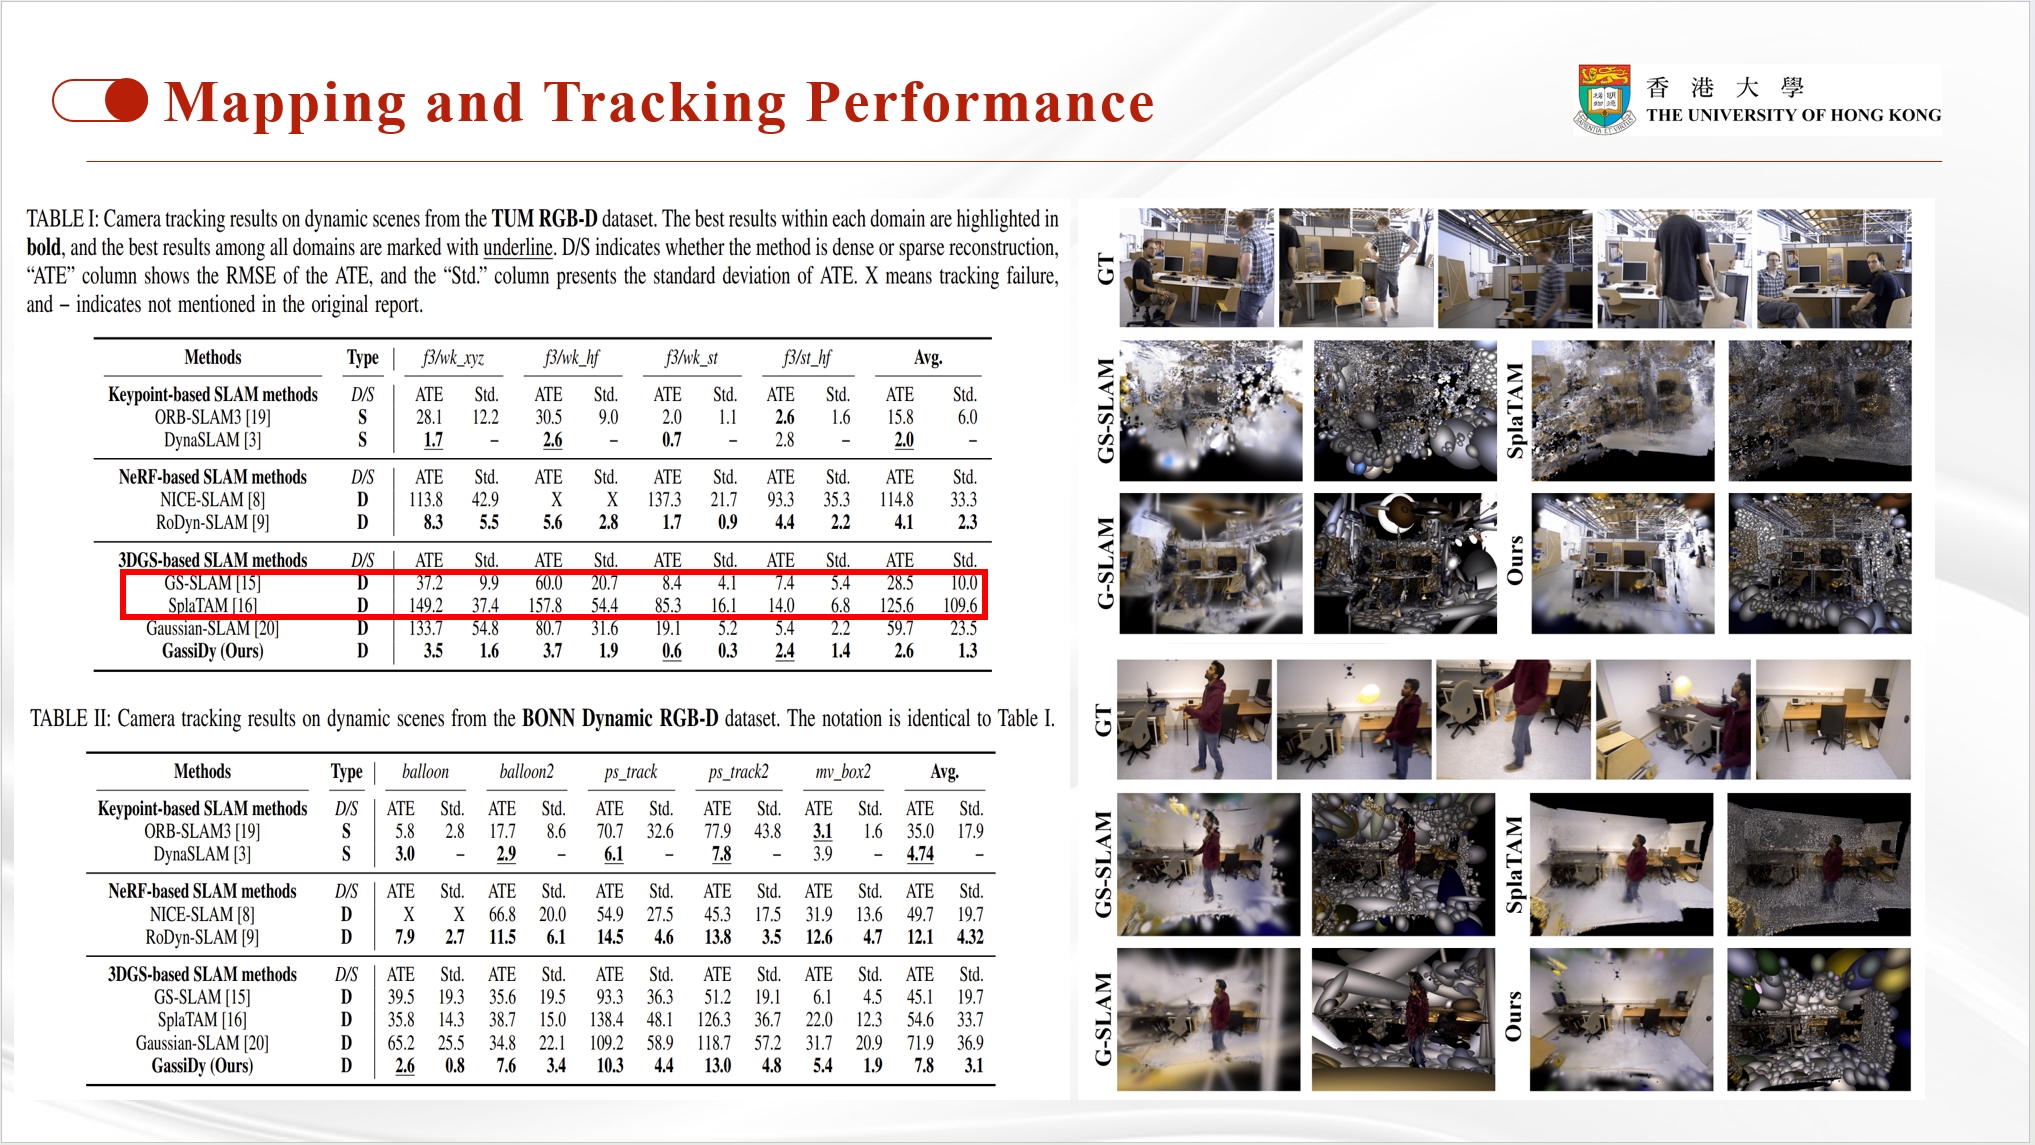 Mapping and Tracking Performance
香港大學
THE UNIVERSITY OF HONG KONG
TABLE I: Camera tracking results on dynamic scenes from the TUM RGB-D dataset. The best results within each domain are highlighted in
bold, and the best results among all domains are marked with underline. D/S indicates whether the method is dense or sparse reconstruction,
“ATE” column shows the RMSE of the ATE, and the “Std.” column presents the standard deviation of ATE. X means tracking failure,
and – indicates not mentioned in the original report.
Methods Type f3/wk_xyz f3/wk_hf f3/wk_st f3/st_hf Avg.
Keypoint-based SLAM methods D/S ATE Std. ATE Std. ATE Std. ATE Std. ATE Std.
ORB-SLAM3 [19] S 28.1 12.2 30.5 9.0 2.0 1.1 2.6 1.6 15.8 6.0
DynaSLAM [3] S 1.7 – 2.6 – 0.7 – 2.8 – 2.0 –
NeRF-based SLAM methods D/S ATE Std. ATE Std. ATE Std. ATE Std. ATE Std.
NICE-SLAM [8] D 113.8 42.9 X X 137.3 21.7 93.3 35.3 114.8 33.3
RoDyn-SLAM [9] D 8.3 5.5 5.6 2.8 1.7 0.9 4.4 2.2 4.1 2.3
3DGS-based SLAM methods D/S ATE Std. ATE Std. ATE Std. ATE Std. ATE Std.
GS-SLAM [15] D 37.2 9.9 60.0 20.7 8.4 4.1 7.4 5.4 28.5 10.0
SplaTAM [16] D 149.2 37.4 157.8 54.4 85.3 16.1 14.0 6.8 125.6 109.6
Gaussian-SLAM [20] D 133.7 54.8 80.7 31.6 19.1 5.2 5.4 2.2 59.7 23.5
GassiDy (Ours) D 3.5 1.6 3.7 1.9 0.6 0.3 2.4 1.4 2.6 1.3
TABLE II: Camera tracking results on dynamic scenes from the BONN Dynamic RGB-D dataset. The notation is identical to Table I.
Methods Type balloon balloon2 ps_track ps_track2 mv_box2 Avg.
Keypoint-based SLAM methods D/S ATE Std. ATE Std. ATE Std. ATE Std. ATE Std. ATE Std.
ORB-SLAM3 [19] S 5.8 2.8 17.7 8.6 70.7 32.6 77.9 43.8 3.1 1.6 35.0 17.9
DynaSLAM [3] S 3.0 – 2.9 – 6.1 – 7.8 – 3.9 – 4.74 –
NeRF-based SLAM methods D/S ATE Std. ATE Std. ATE Std. ATE Std. ATE Std. ATE Std.
NICE-SLAM [8] D X X 66.8 20.0 54.9 27.5 45.3 17.5 31.9 13.6 49.7 19.7
RoDyn-SLAM [9] D 7.9 2.7 11.5 6.1 14.5 4.6 13.8 3.5 12.6 4.7 12.1 4.32
3DGS-based SLAM methods D/S ATE Std. ATE Std. ATE Std. ATE Std. ATE Std. ATE Std.
GS-SLAM [15] D 39.5 19.3 35.6 19.5 93.3 36.3 51.2 19.1 6.1 4.5 45.1 19.7
SplaTAM [16] D 35.8 14.3 38.7 15.0 138.4 48.1 126.3 36.7 22.0 12.3 54.6 33.7
Gaussian-SLAM [20] D 65.2 25.5 34.8 22.1 109.2 58.9 118.7 57.2 31.7 20.9 71.9 36.9
GassiDy (Ours) D 2.6 0.8 7.6 3.4 10.3 4.4 13.0 4.8 5.4 1.9 7.8 3.1
GT
GS-SLAM
SplaTAM
G-SLAM
Ours
GT
GS-SLAM
SplaTAM
G-SLAM
Ours